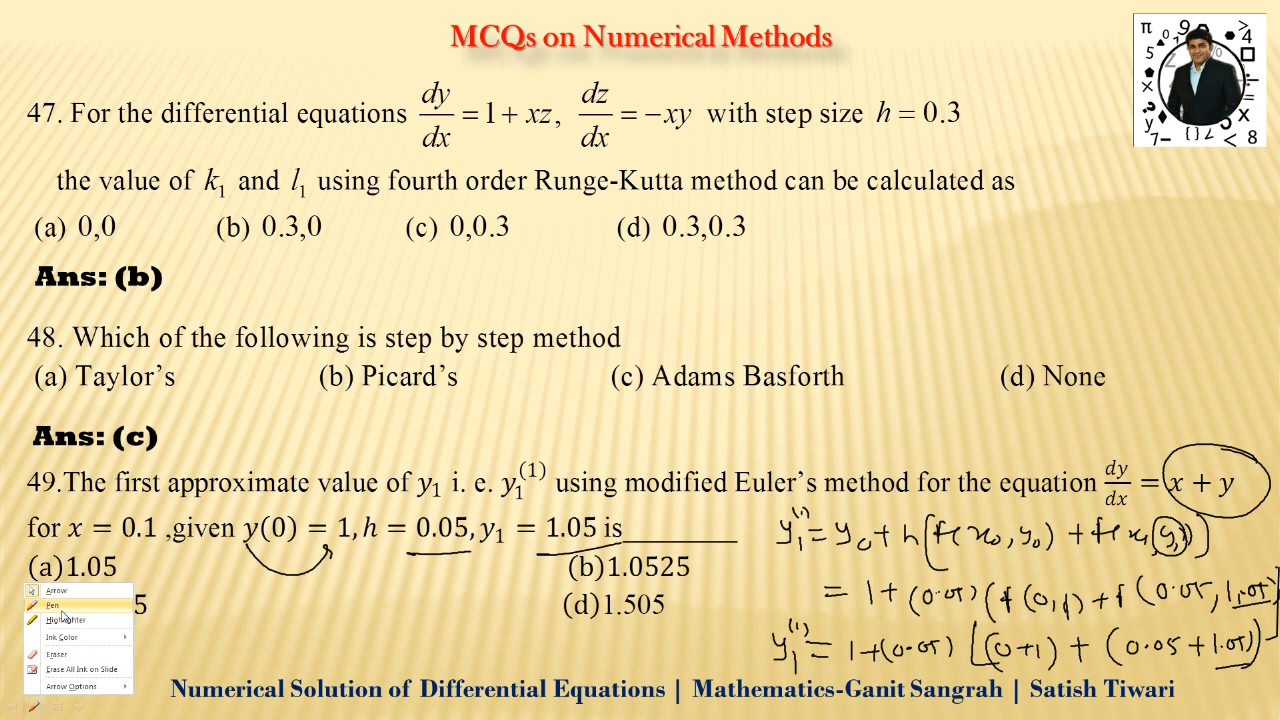 MCQs on Numerical Methods
47. For the differential equations dy/dx = 1 + xz, dz/dx = −xy with step size h = 0.3
the value of k₁ and l₁ using fourth order Runge-Kutta method can be calculated as
(a) 0,0 (b) 0.3,0 (c) 0,0.3 (d) 0.3,0.3
Ans: (b)
48. Which of the following is step by step method
(a) Taylor's (b) Picard's (c) Adams Basforth (d) None
Ans: (c)
49.The first approximate value of y₁ i. e. y₁⁽¹⁾ using modified Euler's method for the equation dy/dx = x + y
for x = 0.1 ,given y(0) = 1, h = 0.05, y₁ = 1.05 is________
y₁⁽¹⁾ = y₀ + h[f(x₀, y₀) + f(x₁, y₁)]
(a)1.05 (b)1.0525
= 1 + (0.05) (f(0,1) + f(0.05, 1.05)]
5 (d)1.505
y₁⁽¹⁾ = 1 + (0.05) [(0+1) + (0.05 + 1.05)]
Arrow
Pen
Highlighter
Ink Color
Eraser
Erase All Ink on Slide
Arrow Options
Numerical Solution of Differential Equations | Mathematics-Ganit Sangrah | Satish Tiwari